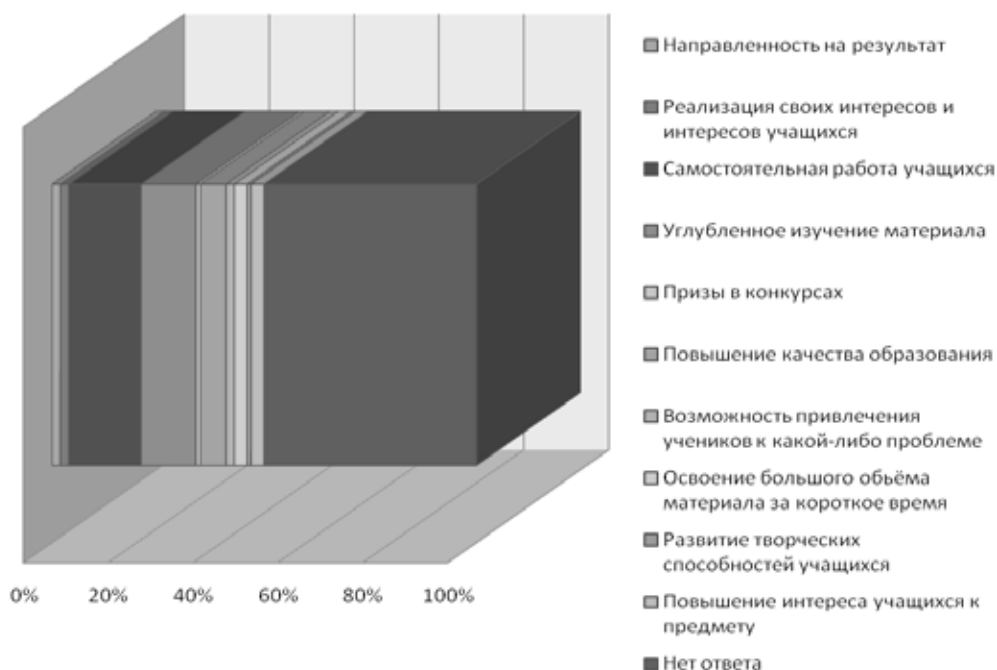 Направленность на результат
Реализация своих интересов и
интересов учащихся
Самостоятельная работа учащихся
Углубленное изучение материала
Призы в конкурсах
Повышение качества образования
Возможность привлечения
учеников к какой-либо проблеме
Освоение большого обьёма
материала за короткое время
Развитие творческих
способностей учащихся
Повышение интереса учащихся к
предмету
Нет ответа
0% 20% 40% 60% 80% 100%